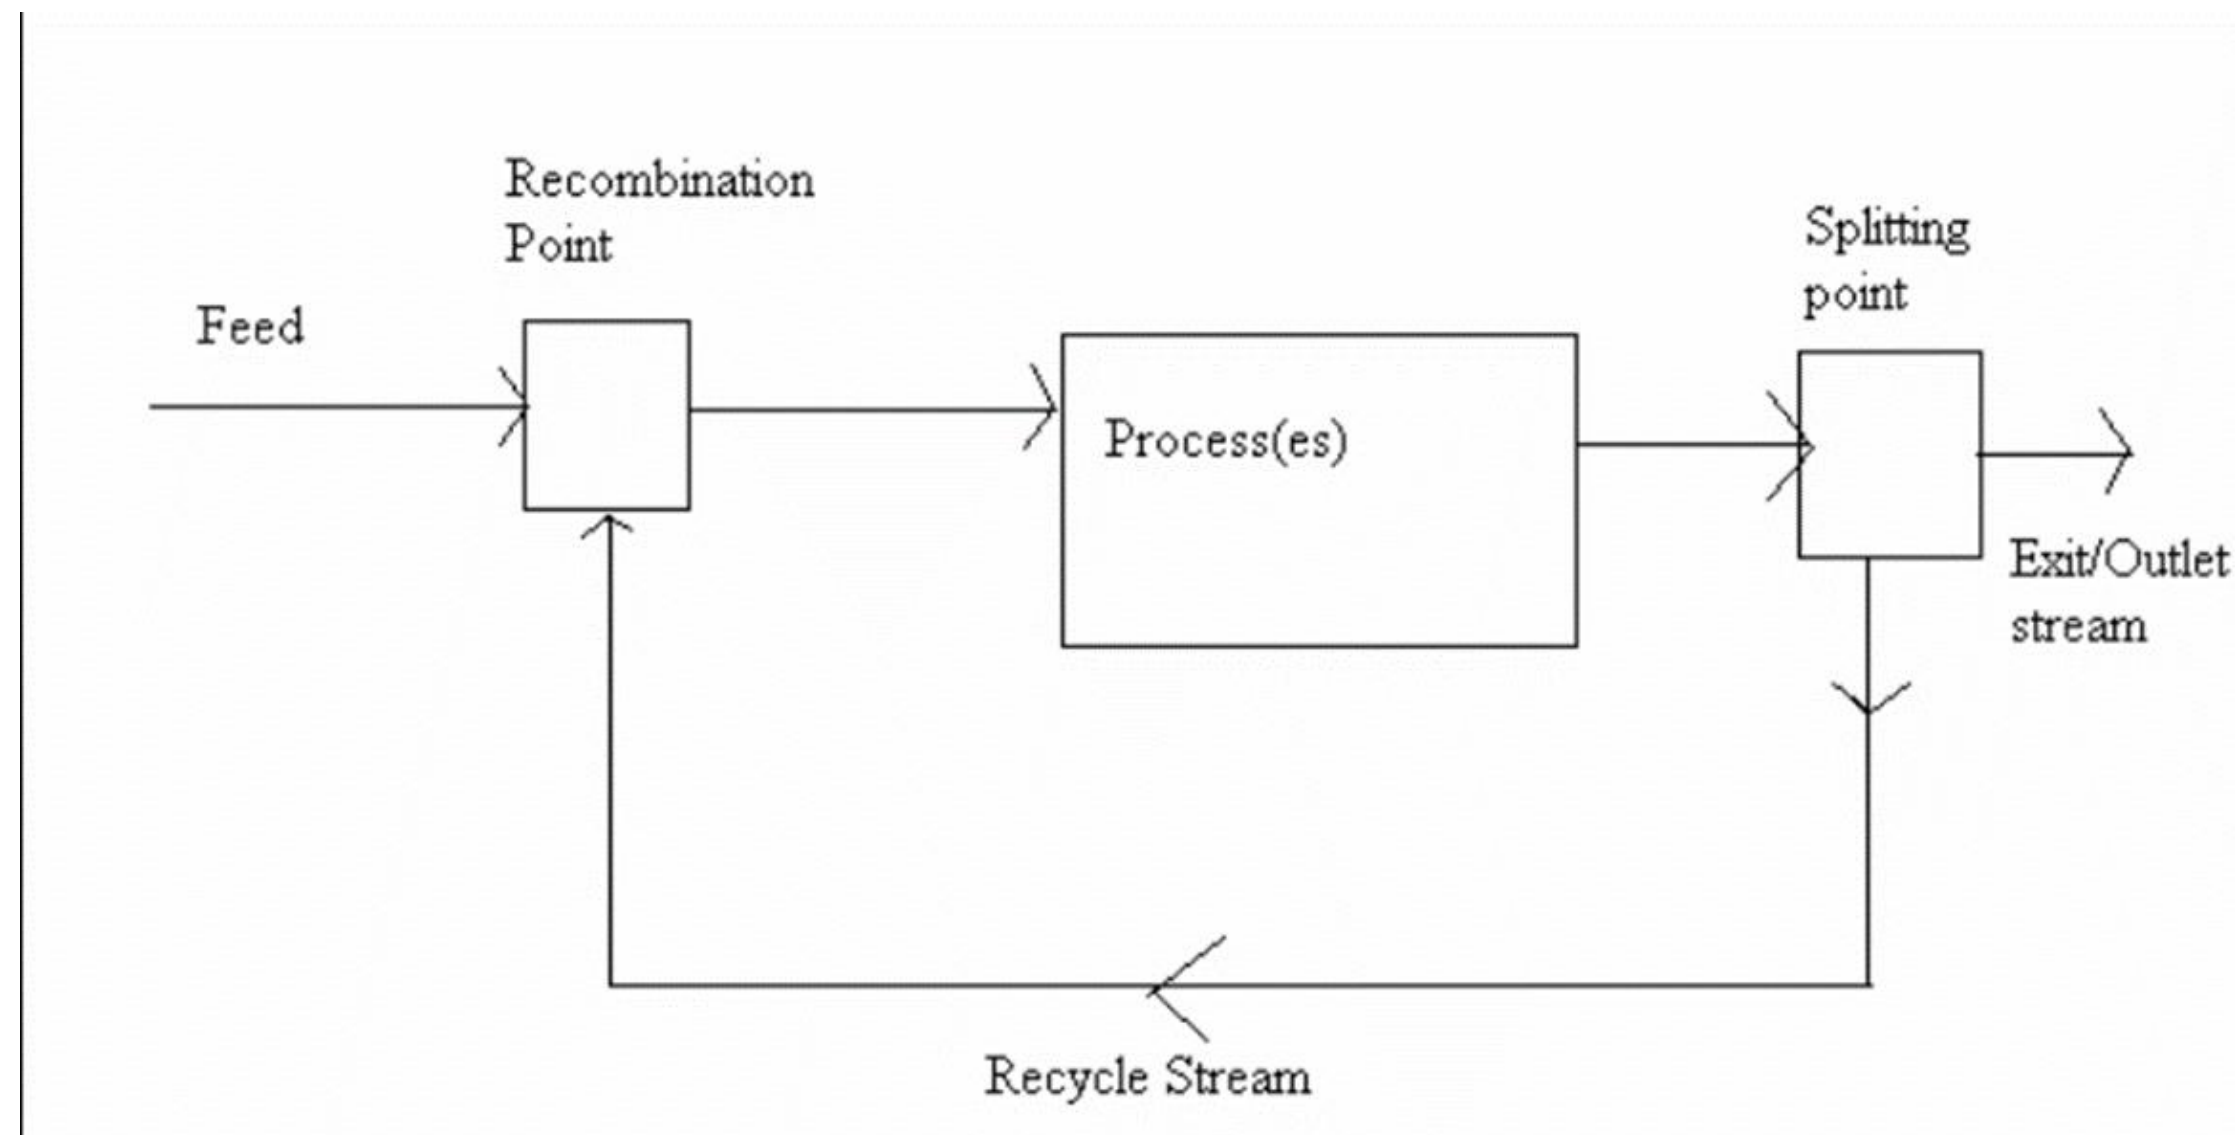 Recombination
Point
Feed
Splitting
point
Process(es)
Exit/Outlet
stream
Recycle Stream